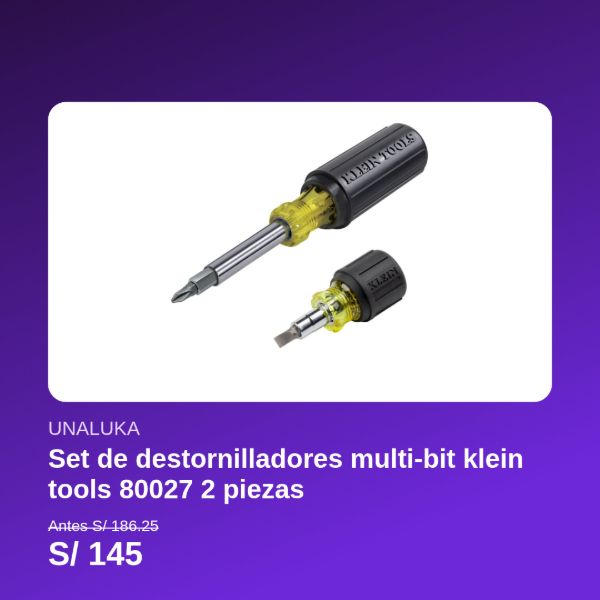 KLEIN TOOLS
KLEIN
UNALUKA
Set de destornilladores multi-bit klein
tools 80027 2 piezas
Antes S/ 186.25
S/ 145